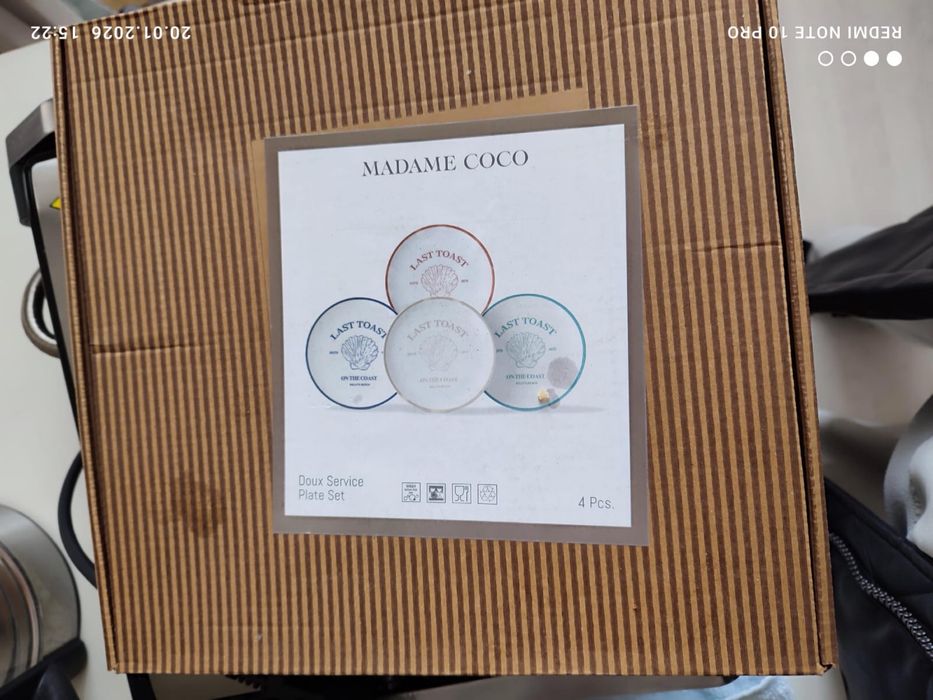 MADAME COCO
LAST TOAST
LAST TOAST
ON THE COAST
LAST TOAST
ON THE COAST
LAST TOAST
ON THE COAST
Doux Service
Plate Set
4 Pcs.
REDMI NOTE 10 PRO
20.01.2026 15:22